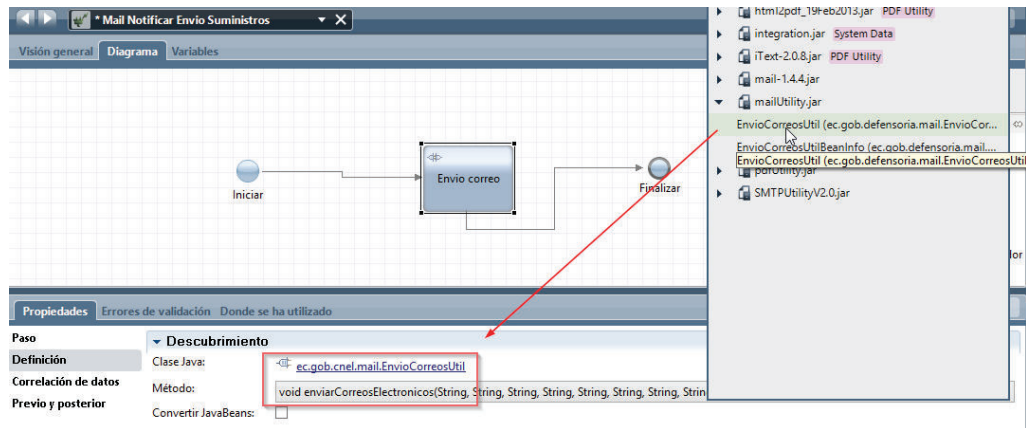 * Mail Notificar Envio Suministros
Visión general Diagrama Variables
Iniciar
Envio correo
Finalizar
html2pdf_19Feb2013.jar PDF Utility
integration.jar System Data
iText-2.0.8.jar PDF Utility
mail-1.4.4.jar
mailUtility.jar
EnvioCorreosUtil (ec.gob.defensoria.mail.EnvioCor...
EnvioCorreosUtilBeanInfo (ec.gob.defensoria.mail....
EnvioCorreosUtil (ec.gob.defensoria.mail.EnvioCorreosUtil
pdfUtility.jar
SMTPUtilityV2.0.jar
Propiedades Errores de validación Donde se ha utilizado
Paso
Definición
Correlación de datos
Previo y posterior
Descubrimiento
Clase Java: ec.gob.cnel.mail.EnvioCorreosUtil
Método: void enviarCorreosElectronicos(String, String, String, String, String, String, String, Strin
Convertir JavaBeans: